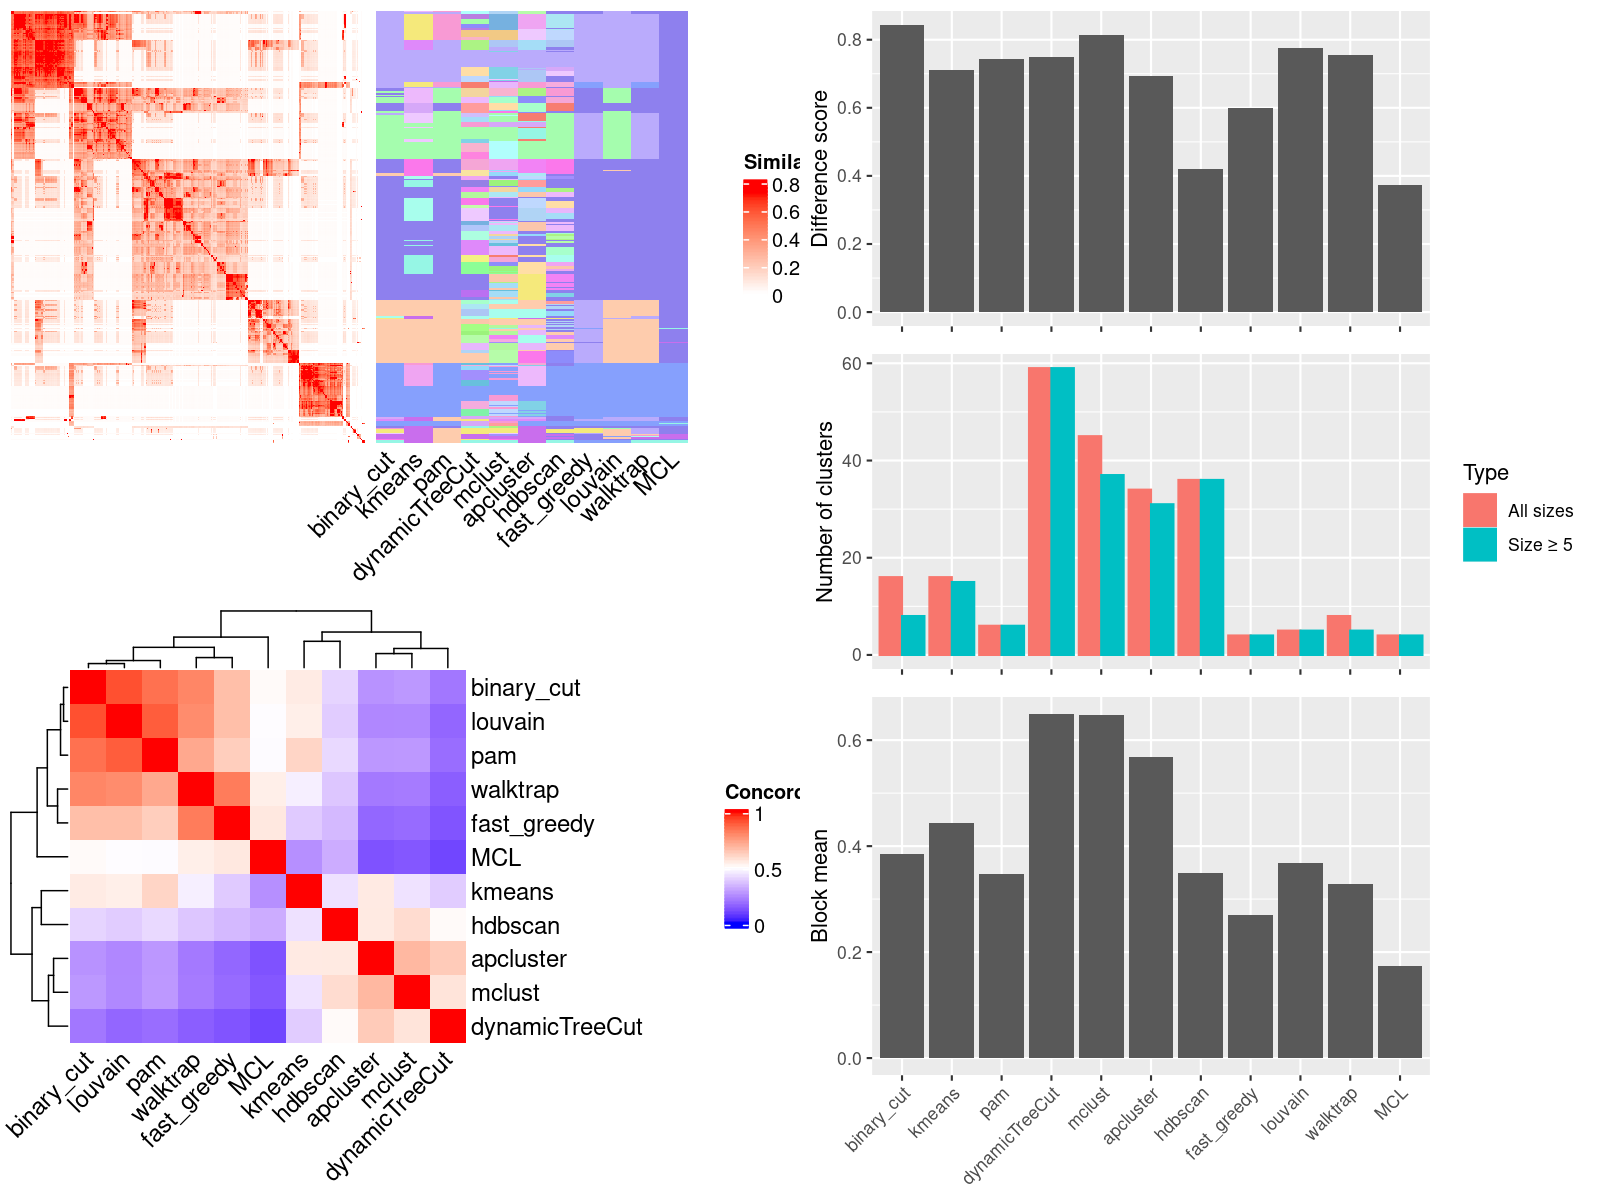 Simila
0.8
0.6
0.4
0.2
0
binary_cut
kmeans
pam
dynamicTreeCut
mclust
apcluster
hdbscan
fast_greedy
louvain
walktrap
MCL
binary_cut
louvain
pam
walktrap
fast_greedy
MCL
kmeans
hdbscan
apcluster
mclust
dynamicTreeCut
binary_cut
louvain
pam
walktrap
fast_greedy
MCL
kmeans
hdbscan
apcluster
mclust
dynamicTreeCut
Concord
1
0.5
0
Difference score
0.8
0.6
0.4
0.2
0.0
Number of clusters
60
40
20
0
Type
All sizes
Size ≥ 5
Block mean
0.6
0.4
0.2
0.0
binary_cut
kmeans
pam
dynamicTreeCut
mclust
apcluster
hdbscan
fast_greedy
louvain
walktrap
MCL